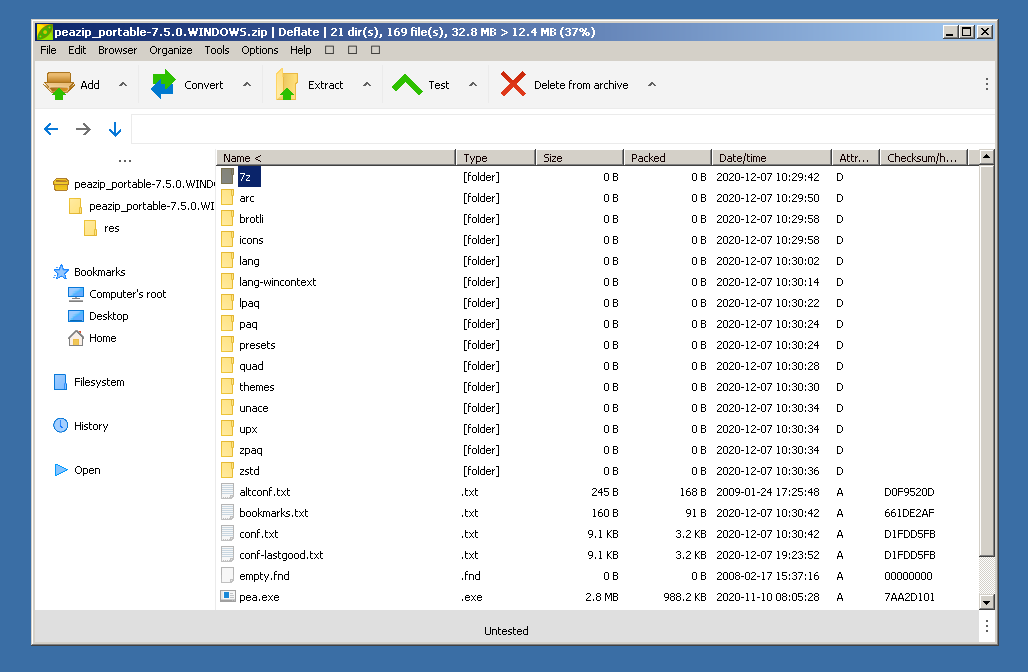 peazip_portable-7.5.0.WINDOWS.zip | Deflate | 21 dir(s), 169 file(s), 32.8 MB > 12.4 MB (37%)
File Edit Browser Organize Tools Options Help
Add Convert Extract Test Delete from archive
...
Name < Type Size Packed Date/time Attr... Checksum/h...
peazip_portable-7.5.0.WIND
peazip_portable-7.5.0.WI
res
Bookmarks
Computer's root
Desktop
Home
Filesystem
History
Open
7z [folder] 0 B 0 B 2020-12-07 10:29:42 D
arc [folder] 0 B 0 B 2020-12-07 10:29:50 D
brotli [folder] 0 B 0 B 2020-12-07 10:29:58 D
icons [folder] 0 B 0 B 2020-12-07 10:29:58 D
lang [folder] 0 B 0 B 2020-12-07 10:30:02 D
lang-wincontext [folder] 0 B 0 B 2020-12-07 10:30:14 D
lpaq [folder] 0 B 0 B 2020-12-07 10:30:22 D
paq [folder] 0 B 0 B 2020-12-07 10:30:24 D
presets [folder] 0 B 0 B 2020-12-07 10:30:24 D
quad [folder] 0 B 0 B 2020-12-07 10:30:28 D
themes [folder] 0 B 0 B 2020-12-07 10:30:30 D
unace [folder] 0 B 0 B 2020-12-07 10:30:34 D
upx [folder] 0 B 0 B 2020-12-07 10:30:34 D
zpaq [folder] 0 B 0 B 2020-12-07 10:30:34 D
zstd [folder] 0 B 0 B 2020-12-07 10:30:36 D
altconf.txt .txt 245 B 168 B 2009-01-24 17:25:48 A D0F9520D
bookmarks.txt .txt 160 B 91 B 2020-12-07 10:30:42 A 661DE2AF
conf.txt .txt 9.1 KB 3.2 KB 2020-12-07 10:30:42 A D1FDD5FB
conf-lastgood.txt .txt 9.1 KB 3.2 KB 2020-12-07 19:23:52 A D1FDD5FB
empty.fnd .fnd 0 B 0 B 2008-02-17 15:37:16 A 00000000
pea.exe .exe 2.8 MB 988.2 KB 2020-11-10 08:05:28 A 7AA2D101
Untested